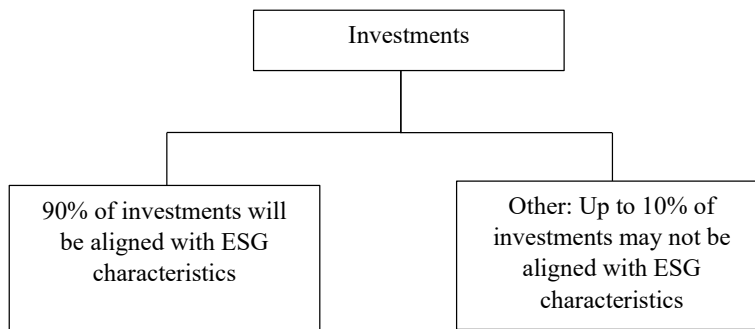 Investments
90% of investments will
be aligned with ESG
characteristics
Other: Up to 10% of
investments may not be
aligned with ESG
characteristics